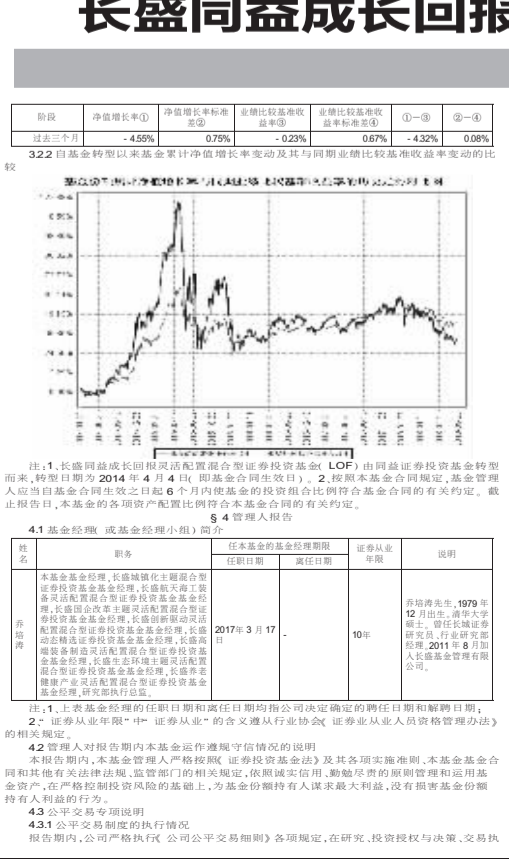 长盛同益成长回报
阶段 净值增长率① 净值增长率标准差② 业绩比较基准收益率③ 业绩比较基准收益率标准差④ ①-③ ②-④
过去三个月 -4.55% 0.75% -0.23% 0.67% -4.32% 0.08%
3.2.2 自基金转型以来基金累计净值增长率变动及其与同期业绩比较基准收益率变动的比
较
注:1、长盛同益成长回报灵活配置混合型证券投资基金(LOF)由同益证券投资基金转型
而来,转型日期为 2014 年 4 月 4 日(即基金合同生效日)。2、按照本基金合同规定,基金管理
人应当自基金合同生效之日起 6 个月内使基金的投资组合比例符合基金合同的有关约定。截
止报告日,本基金的各项资产配置比例符合本基金合同的有关约定。
§4 管理人报告
4.1 基金经理(或基金经理小组)简介
姓名 职务 任本基金的基金经理期限 证券从业年限 说明
任职日期 离任日期
乔培涛
本基金基金经理,长盛城镇化主题混合型
证券投资基金基金经理,长盛航天海工装
备灵活配置混合型证券投资基金基金经
理,长盛国企改革主题灵活配置混合型证
券投资基金基金经理,长盛创新驱动灵活
配置混合型证券投资基金基金经理,长盛
动态精选证券投资基金基金经理,长盛高
端装备制造灵活配置混合型证券投资基
金基金经理,长盛生态环境主题灵活配置
混合型证券投资基金基金经理,长盛养老
健康产业灵活配置混合型证券投资基金
基金经理,研究部执行总监。
2017年 3 月 17
日
-
10年
乔培涛先生,1979 年
12 月出生。清华大学
硕士。曾任长城证券
研究员、行业研究部
经理,2011 年 8 月加
入长盛基金管理有限
公司。
注:1、上表基金经理的任职日期和离任日期均指公司决定确定的聘任日期和解聘日期;
2、“证券从业年限”中“证券从业”的含义遵从行业协会《证券业从业人员资格管理办法》
的相关规定。
4.2 管理人对报告期内本基金运作遵规守信情况的说明
本报告期内,本基金管理人严格按照《证券投资基金法》及其各项实施准则、本基金基金合
同和其他有关法律法规、监管部门的相关规定,依照诚实信用、勤勉尽责的原则管理和运用基
金资产,在严格控制投资风险的基础上,为基金份额持有人谋求最大利益,没有损害基金份额
持有人利益的行为。
4.3 公平交易专项说明
4.3.1 公平交易制度的执行情况
报告期内,公司严格执行《公司公平交易细则》各项规定,在研究、投资授权与决策、交易执